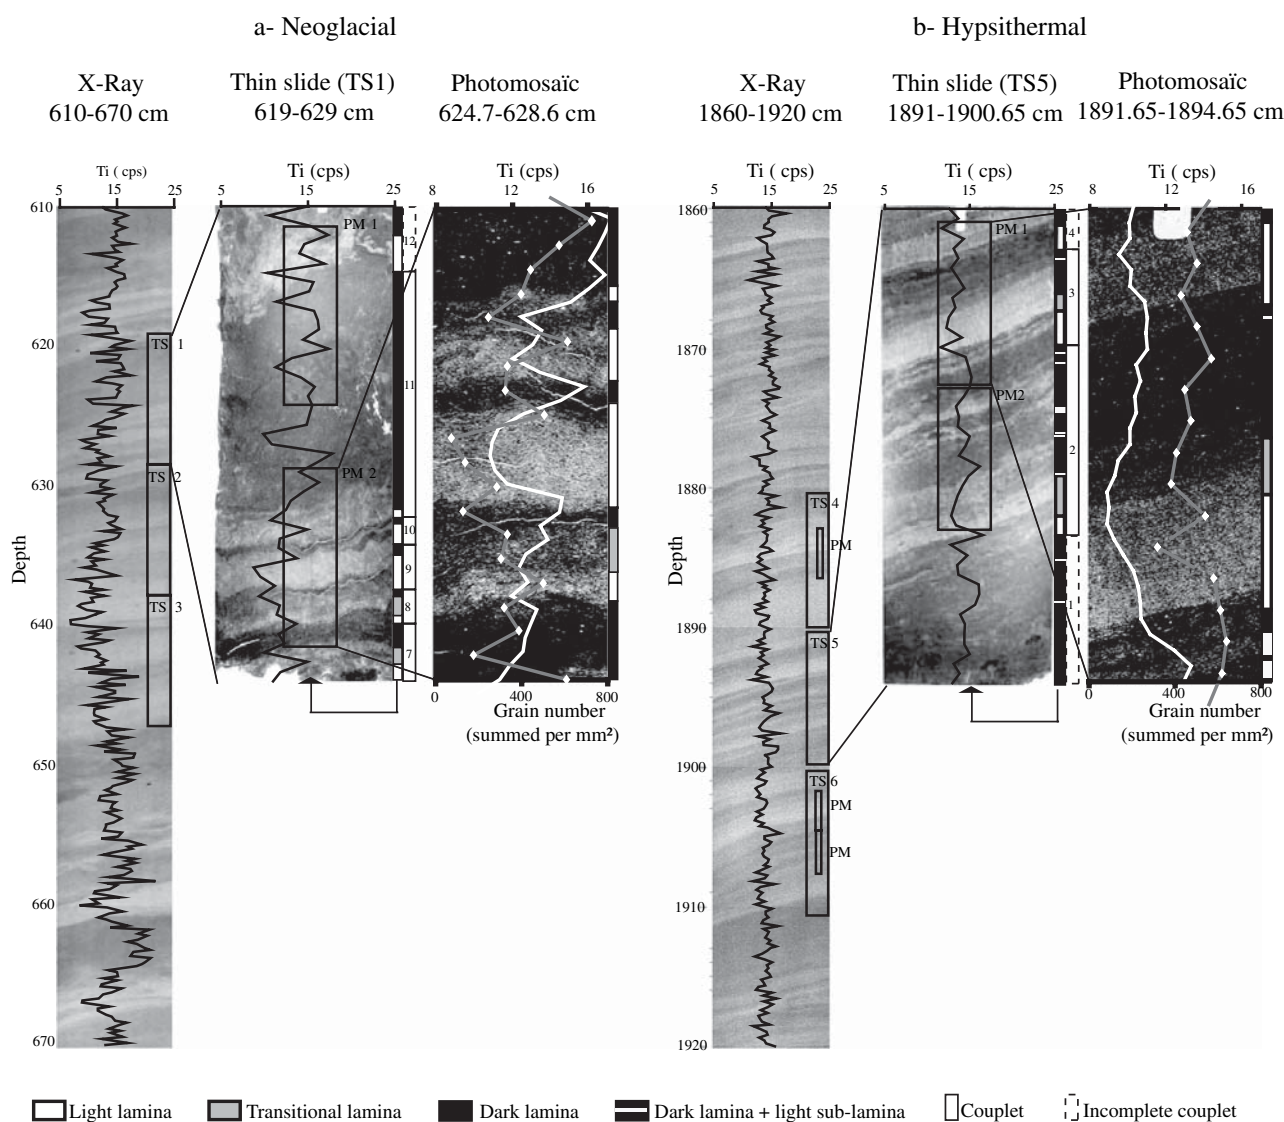 a- Neoglacial
b- Hypsithermal
X-Ray
610-670 cm
Thin slide (TS1)
619-629 cm
Photomosaïc
624.7-628.6 cm
X-Ray
1860-1920 cm
Thin slide (TS5)
1891-1900.65 cm
Photomosaïc
1891.65-1894.65 cm
Ti ( cps)
5 15 25
Ti (cps)
5 15 25
Ti (cps)
8 12 16
Ti (cps)
5 15 25
Ti (cps)
5 15 25
Ti (cps)
8 12 16
Depth
610
620
630
640
650
660
670
TS 1
TS 2
TS 3
PM 1
PM 2
12
11
10
9
8
7
0 400 800
Grain number
(summed per mm²)
Depth
1860
1870
1880
1890
1900
1910
1920
TS 4
PM
TS 5
TS 6
PM
PM
PM 1
PM2
4
3
2
1
0 400 800
Grain number
(summed per mm²)
Light lamina
Transitional lamina
Dark lamina
Dark lamina + light sub-lamina
Couplet
Incomplete couplet